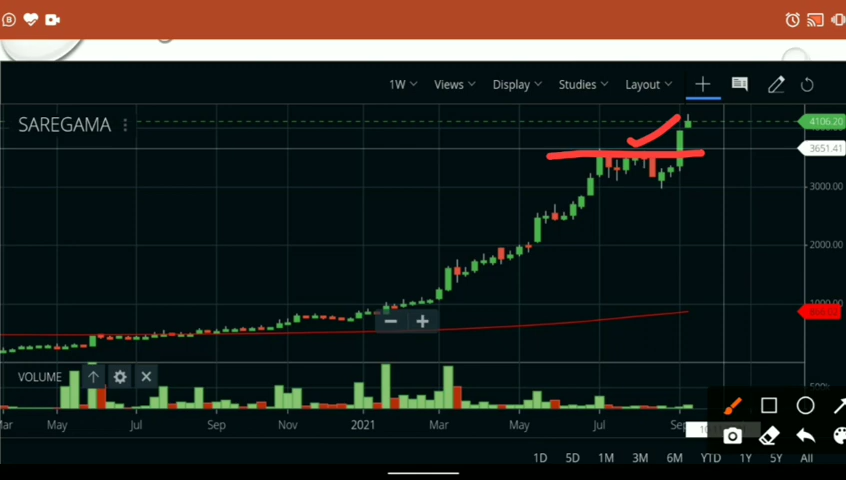 1W Views Display Studies Layout
SAREGAMA
4106.20
3651.41
3000.00
2000.00
1000.00
VOLUME
May Jul Sep Nov 2021 Mar May Jul Sep
1D 5D 1M 3M 6M YTD 1Y 5Y All